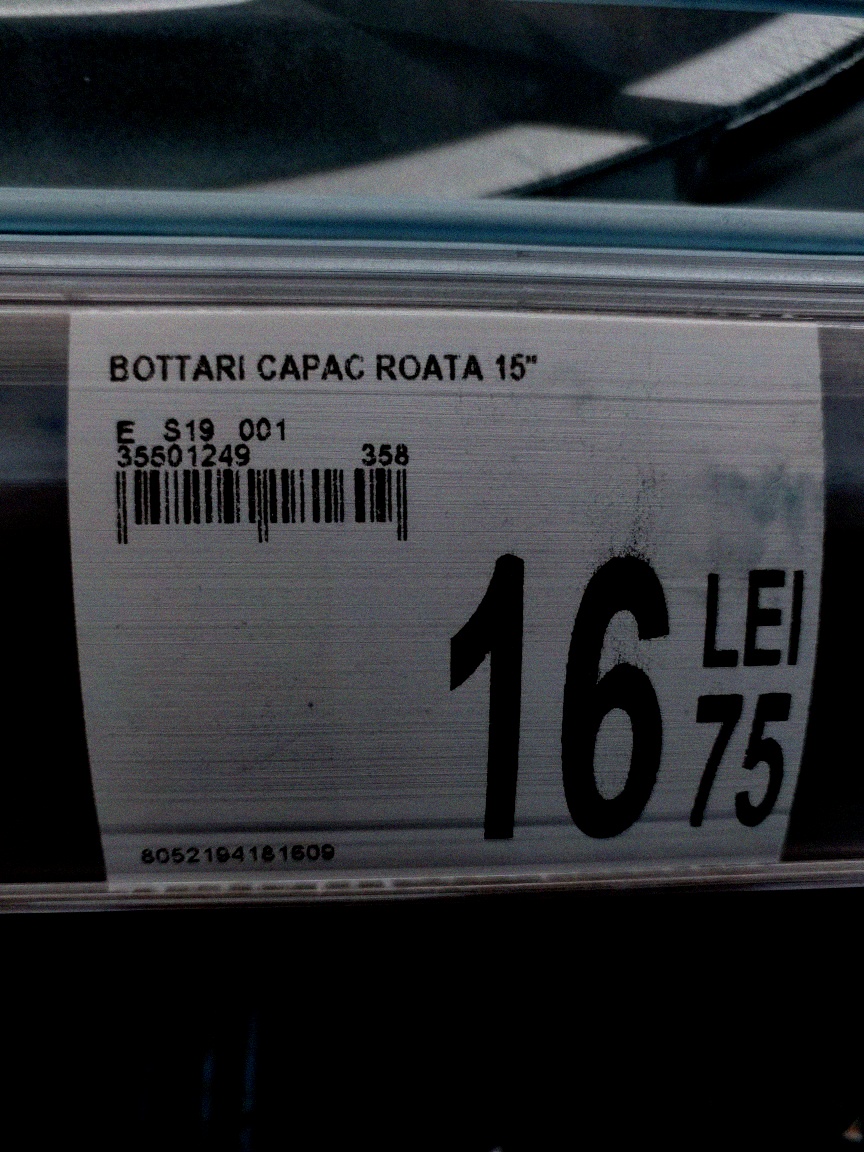 BOTTARI CAPAC ROATA 15"
E S19 001
35501249 358
16 LEI
75
8052194181609